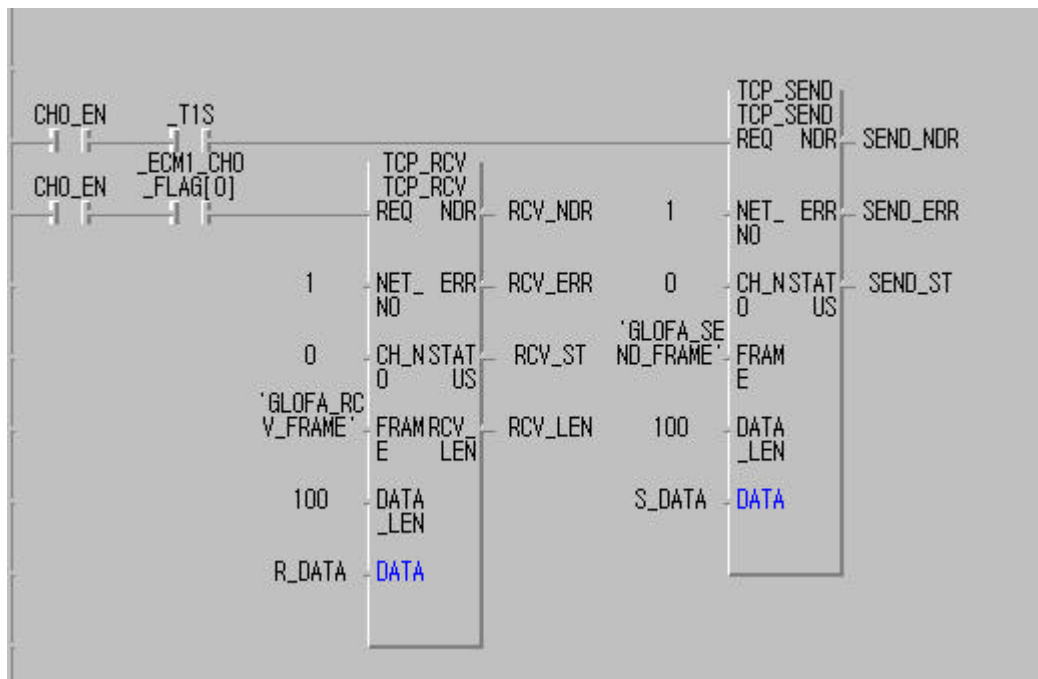 TCP_SEND
CH0_EN _T1S TCP_SEND
REQ NDR SEND_NDR
_ECM1_CH0 TCP_RCV
CH0_EN _FLAG[0] TCP_RCV
REQ NDR RCV_NDR 1 NET_ ERR SEND_ERR
NO
1 NET_ ERR RCV_ERR 0 CH_N STAT SEND_ST
NO O US
'GLOFA_SE
0 CH_N STAT RCV_ST ND_FRAME' FRAM
O US E
'GLOFA_RC
V_FRAME' FRAM RCV_ RCV_LEN 100 DATA
E LEN _LEN
100 DATA S_DATA DATA
_LEN
R_DATA DATA